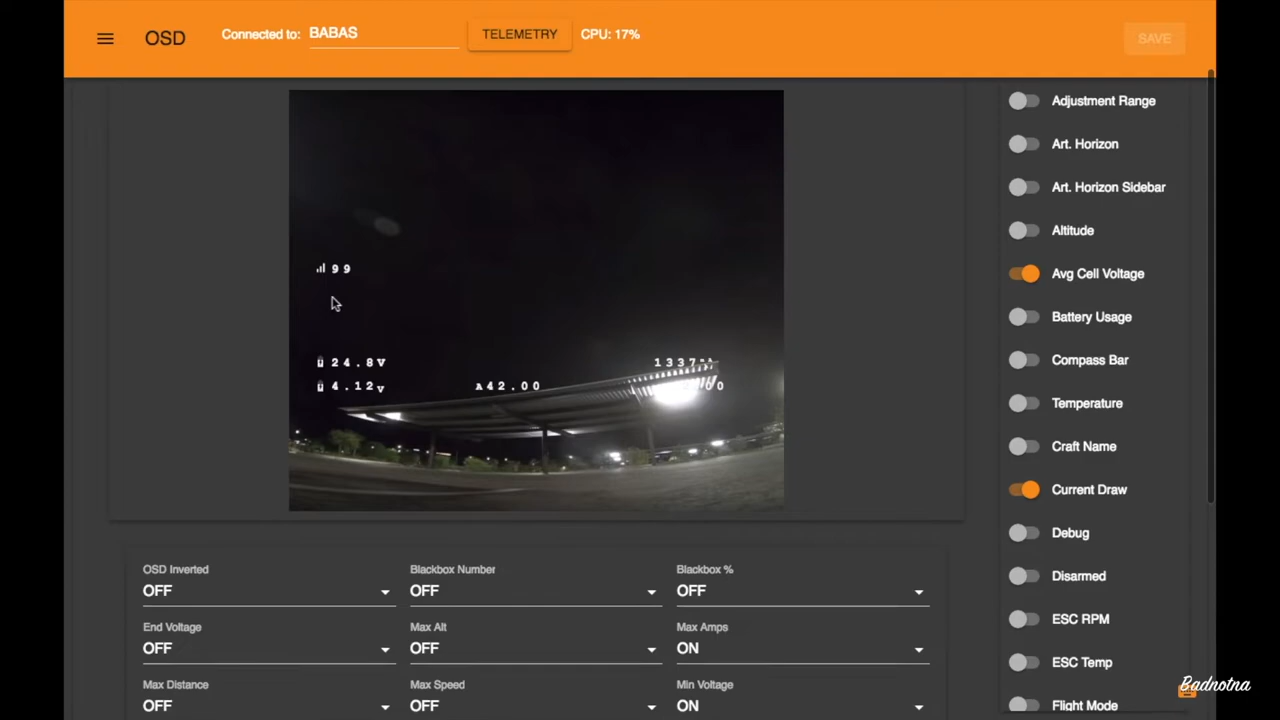 OSD
Connected to: BABAS
TELEMETRY
CPU: 17%
SAVE
99
24.8V
4.12V
A42.00
1337
Adjustment Range
Art. Horizon
Art. Horizon Sidebar
Altitude
Avg Cell Voltage
Battery Usage
Compass Bar
Temperature
Craft Name
Current Draw
Debug
Disarmed
ESC RPM
ESC Temp
Flight Mode
OSD Inverted
OFF
Blackbox Number
OFF
Blackbox %
OFF
End Voltage
OFF
Max Alt
OFF
Max Amps
ON
Max Distance
OFF
Max Speed
OFF
Min Voltage
ON
Badnotna